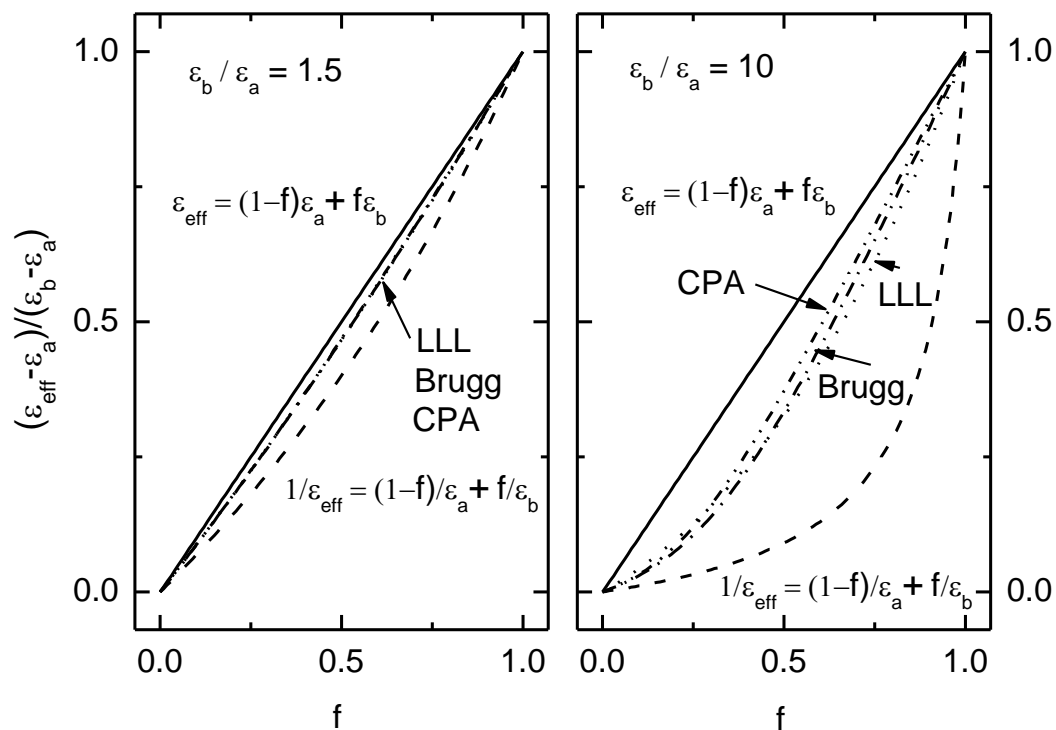 1.0
ε_b / ε_a = 1.5
ε_eff = (1–f)ε_a + fε_b
(ε_eff-ε_a)/(ε_b-ε_a)
0.5
LLL
Brugg
CPA
1/ε_eff = (1–f)/ε_a + f/ε_b
0.0
0.0
0.5
1.0
f
ε_b / ε_a = 10
1.0
ε_eff = (1–f)ε_a + fε_b
CPA
LLL
0.5
Brugg
1/ε_eff = (1–f)/ε_a + f/ε_b
0.0
0.0
0.5
1.0
f